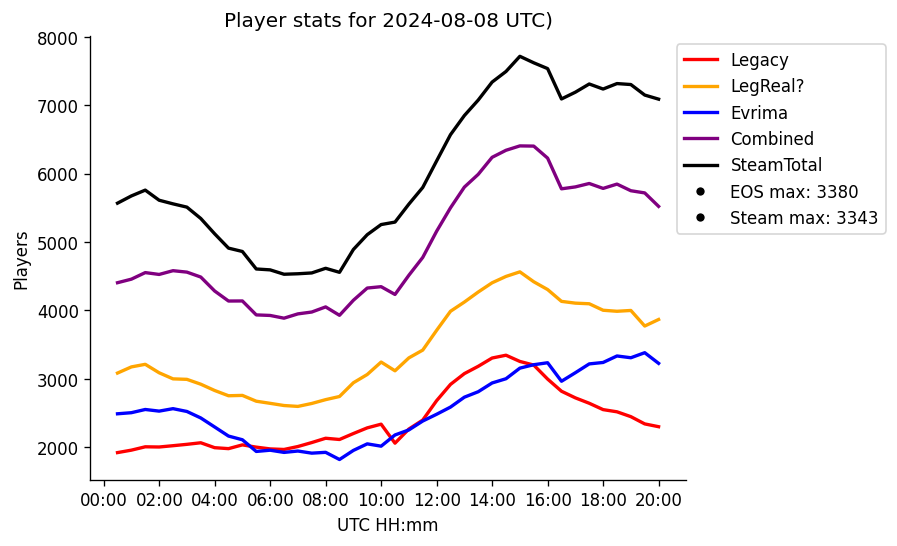 Player stats for 2024-08-08 UTC)
8000
7000
6000
5000
4000
3000
2000
Players
00:00 02:00 04:00 06:00 08:00 10:00 12:00 14:00 16:00 18:00 20:00
UTC HH:mm
Legacy
LegReal?
Evrima
Combined
SteamTotal
EOS max: 3380
Steam max: 3343